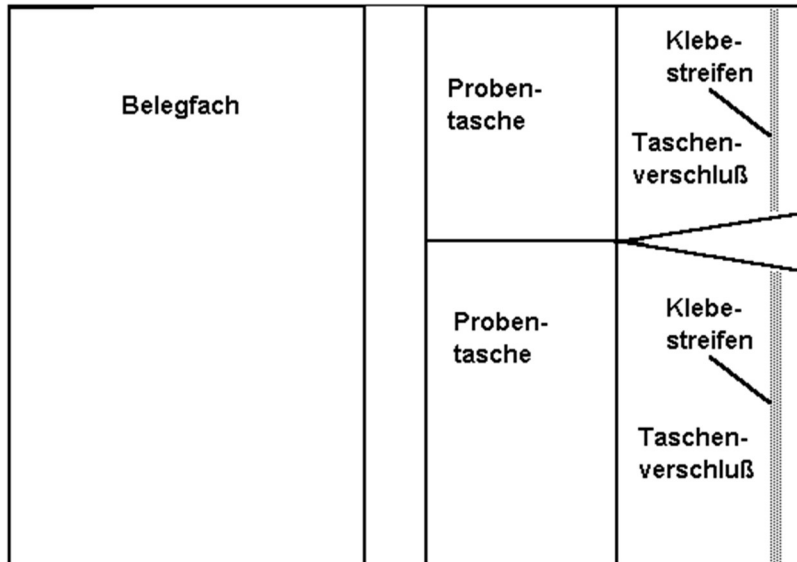 Belegfach
Proben-
tasche
Klebe-
streifen
Taschen-
verschluß
Proben-
tasche
Klebe-
streifen
Taschen-
verschluß